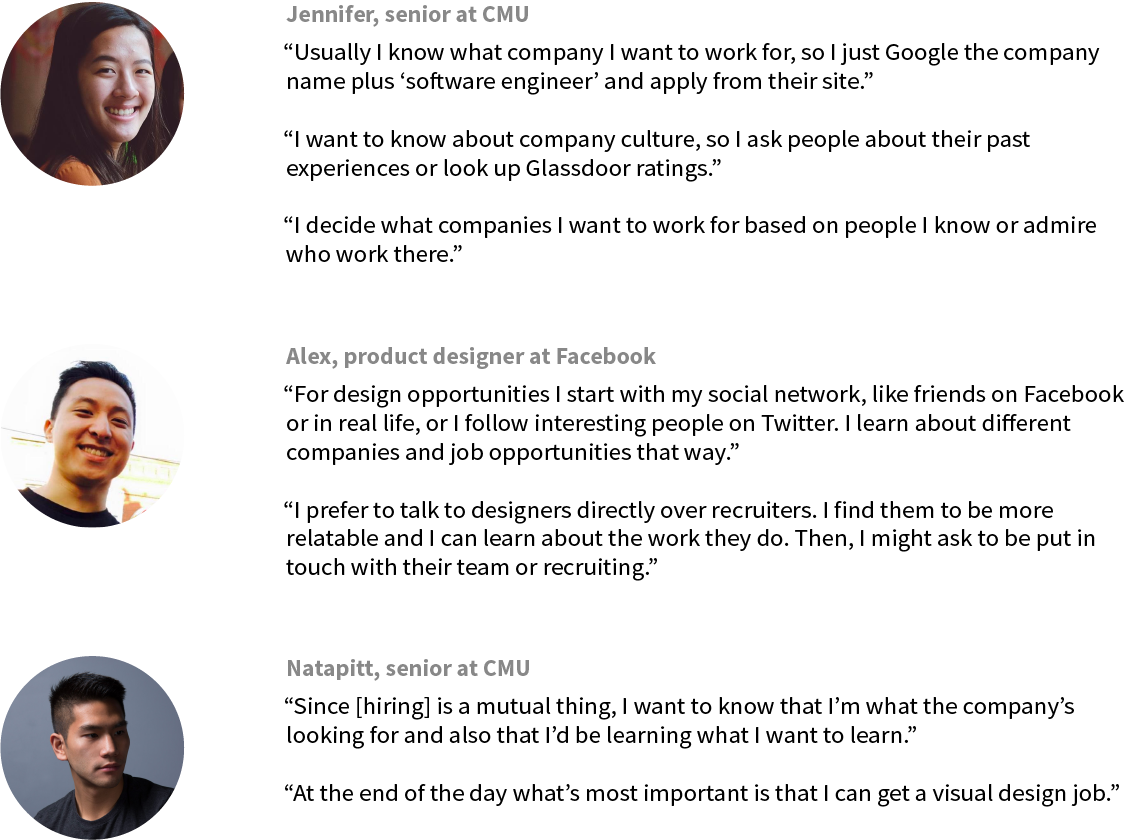 Jennifer, senior at CMU
“Usually I know what company I want to work for, so I just Google the company
name plus ‘software engineer’ and apply from their site.”
“I want to know about company culture, so I ask people about their past
experiences or look up Glassdoor ratings.”
“I decide what companies I want to work for based on people I know or admire
who work there.”
Alex, product designer at Facebook
“For design opportunities I start with my social network, like friends on Facebook
or in real life, or I follow interesting people on Twitter. I learn about different
companies and job opportunities that way.”
“I prefer to talk to designers directly over recruiters. I find them to be more
relatable and I can learn about the work they do. Then, I might ask to be put in
touch with their team or recruiting.”
Natapitt, senior at CMU
“Since [hiring] is a mutual thing, I want to know that I’m what the company’s
looking for and also that I’d be learning what I want to learn.”
“At the end of the day what’s most important is that I can get a visual design job.”